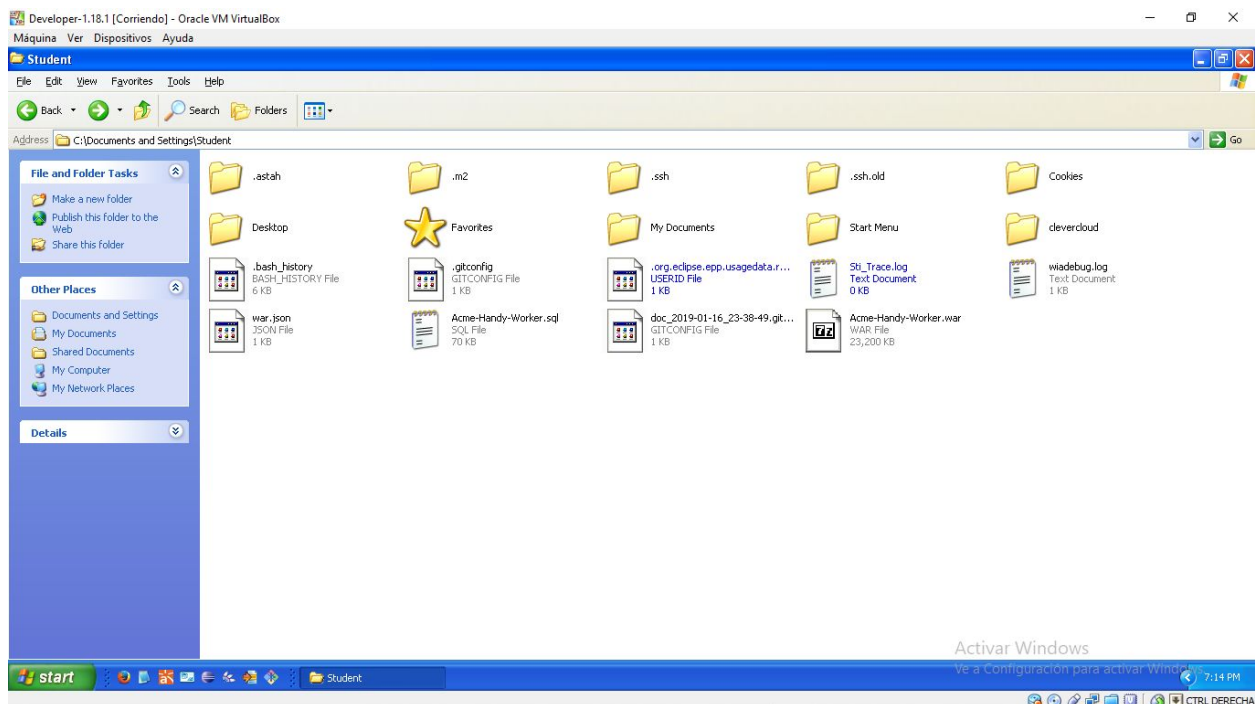 Developer-1.18.1 [Corriendo] - Oracle VM VirtualBox
Máquina Ver Dispositivos Ayuda
Student
File Edit View Favorites Tools Help
Back Search Folders
Address C:\Documents and Settings\Student Go
File and Folder Tasks
Make a new folder
Publish this folder to the
Web
Share this folder
Other Places
Documents and Settings
My Documents
Shared Documents
My Computer
My Network Places
Details
.astah .m2 .ssh .ssh.old Cookies
Desktop Favorites My Documents Start Menu clevercloud
.bash_history .gitconfig .org.eclipse.epp.usagedata.r... Sti_Trace.log wiadebug.log
BASH_HISTORY File GITCONFIG File USERID File Text Document Text Document
6 KB 1 KB 1 KB 0 KB 1 KB
war.json Acme-Handy-Worker.sql doc_2019-01-16_23-38-49.git... Acme-Handy-Worker.war
JSON File SQL File GITCONFIG File WAR File
1 KB 70 KB 1 KB 23,200 KB
Activar Windows
Ve a Configuración para activar Windows.
start Student 7:14 PM
CTRL DERECHA